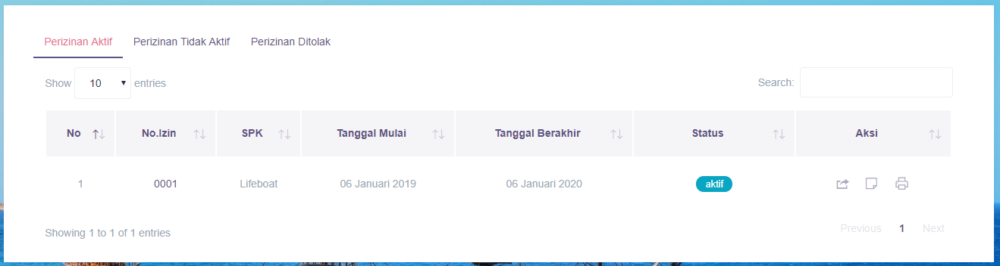 Perizinan Aktif Perizinan Tidak Aktif Perizinan Ditolak
Show 10 entries Search:
No No.Izin SPK Tanggal Mulai Tanggal Berakhir Status Aksi
1 0001 Lifeboat 06 Januari 2019 06 Januari 2020 aktif
Showing 1 to 1 of 1 entries Previous 1 Next